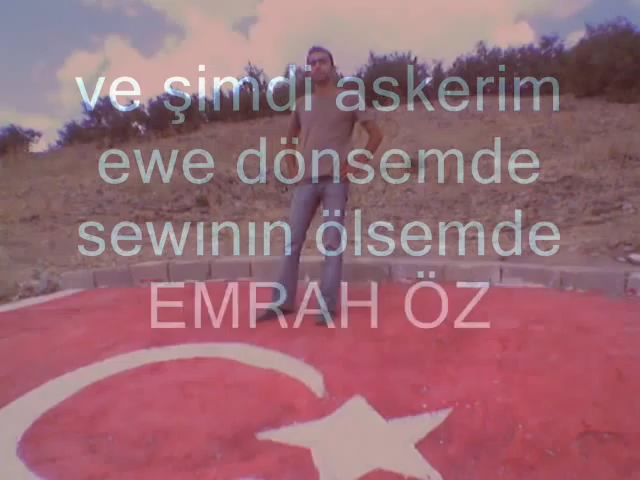 ve şimdi askerim
ewe dönsemde
sewının ölsemde
EMRAH ÖZ